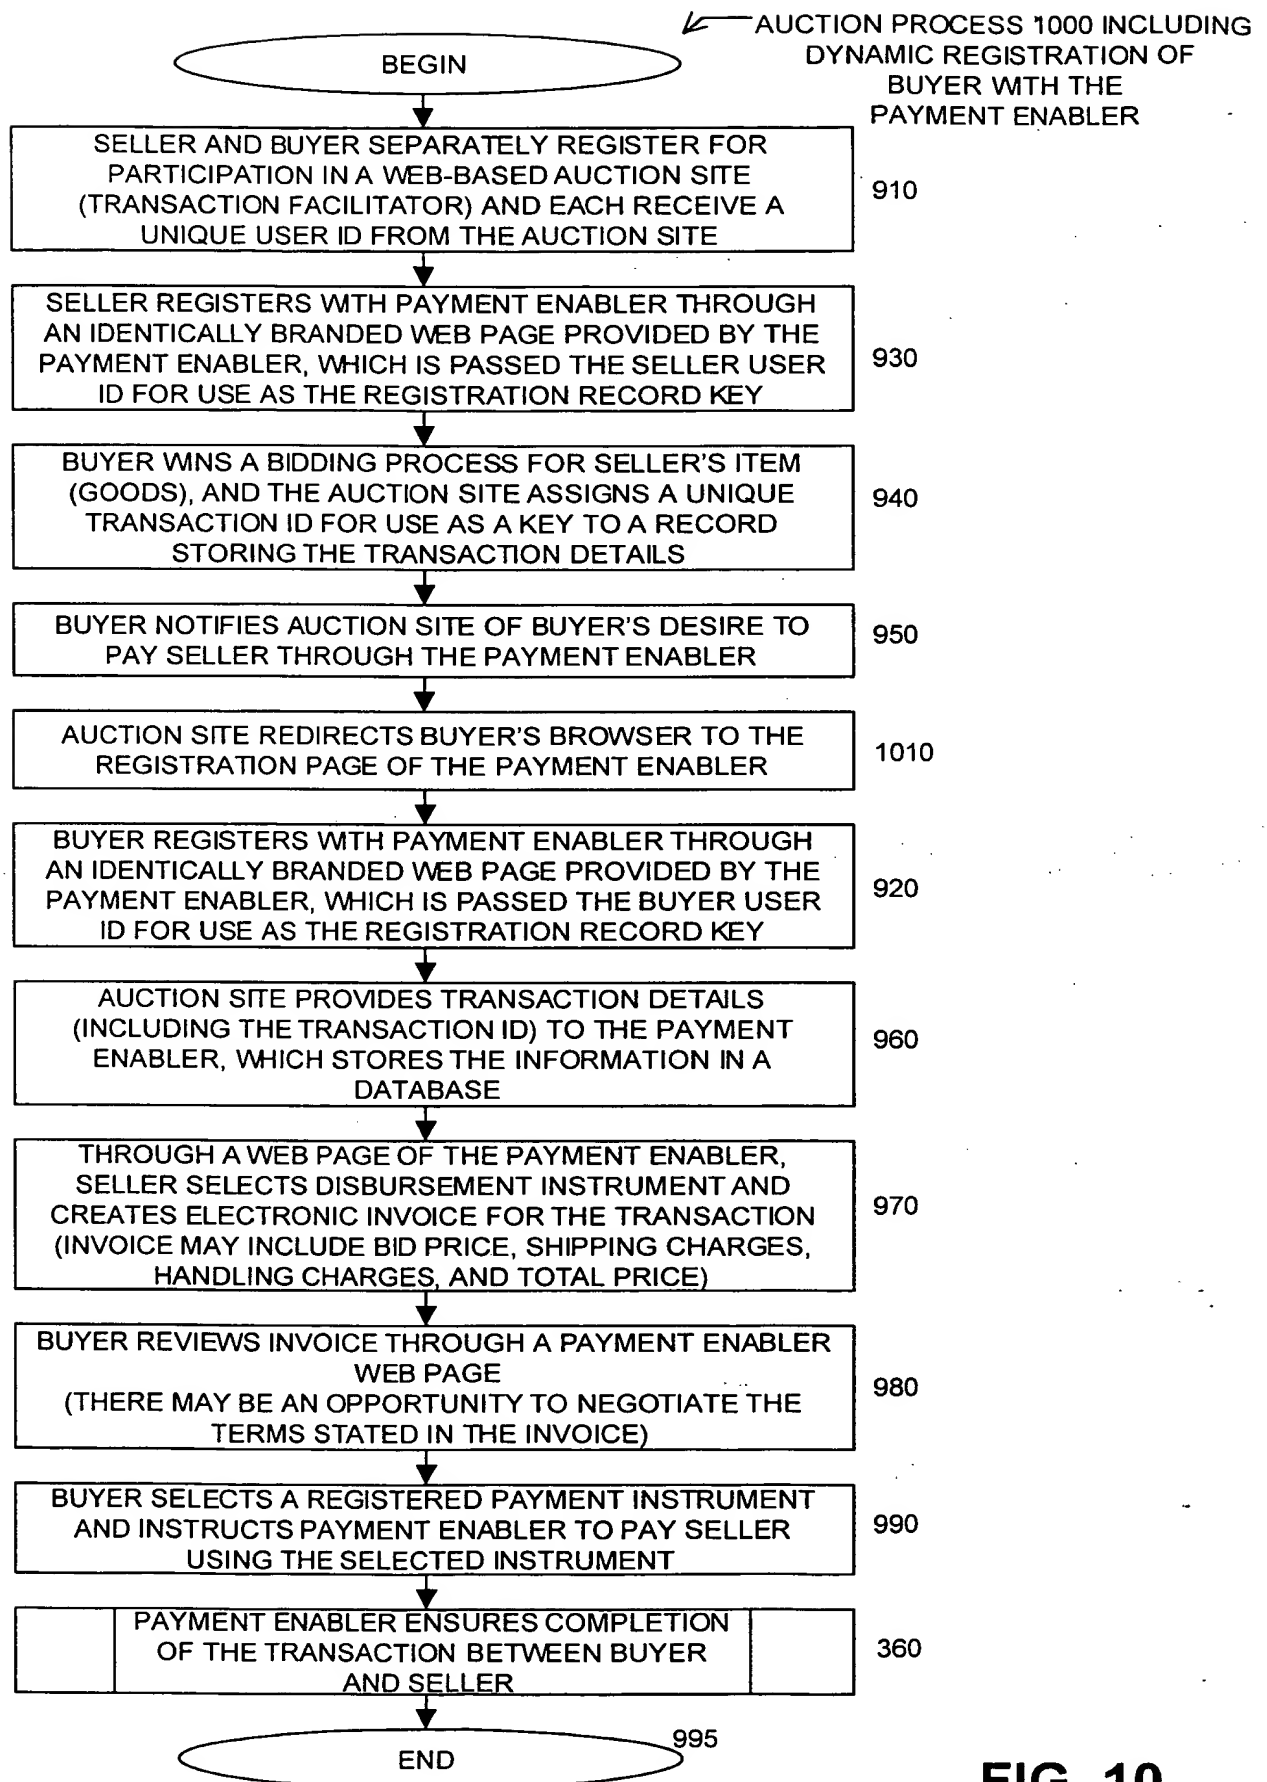 AUCTION PROCESS 1000 INCLUDING
DYNAMIC REGISTRATION OF
BUYER WITH THE
PAYMENT ENABLER
BEGIN
SELLER AND BUYER SEPARATELY REGISTER FOR
PARTICIPATION IN A WEB-BASED AUCTION SITE
(TRANSACTION FACILITATOR) AND EACH RECEIVE A
UNIQUE USER ID FROM THE AUCTION SITE
910
SELLER REGISTERS WITH PAYMENT ENABLER THROUGH
AN IDENTICALLY BRANDED WEB PAGE PROVIDED BY THE
PAYMENT ENABLER, WHICH IS PASSED THE SELLER USER
ID FOR USE AS THE REGISTRATION RECORD KEY
930
BUYER WINS A BIDDING PROCESS FOR SELLER'S ITEM
(GOODS), AND THE AUCTION SITE ASSIGNS A UNIQUE
TRANSACTION ID FOR USE AS A KEY TO A RECORD
STORING THE TRANSACTION DETAILS
940
BUYER NOTIFIES AUCTION SITE OF BUYER'S DESIRE TO
PAY SELLER THROUGH THE PAYMENT ENABLER
950
AUCTION SITE REDIRECTS BUYER'S BROWSER TO THE
REGISTRATION PAGE OF THE PAYMENT ENABLER
1010
BUYER REGISTERS WITH PAYMENT ENABLER THROUGH
AN IDENTICALLY BRANDED WEB PAGE PROVIDED BY THE
PAYMENT ENABLER, WHICH IS PASSED THE BUYER USER
ID FOR USE AS THE REGISTRATION RECORD KEY
920
AUCTION SITE PROVIDES TRANSACTION DETAILS
(INCLUDING THE TRANSACTION ID) TO THE PAYMENT
ENABLER, WHICH STORES THE INFORMATION IN A
DATABASE
960
THROUGH A WEB PAGE OF THE PAYMENT ENABLER,
SELLER SELECTS DISBURSEMENT INSTRUMENT AND
CREATES ELECTRONIC INVOICE FOR THE TRANSACTION
(INVOICE MAY INCLUDE BID PRICE, SHIPPING CHARGES,
HANDLING CHARGES, AND TOTAL PRICE)
970
BUYER REVIEWS INVOICE THROUGH A PAYMENT ENABLER
WEB PAGE
(THERE MAY BE AN OPPORTUNITY TO NEGOTIATE THE
TERMS STATED IN THE INVOICE)
980
BUYER SELECTS A REGISTERED PAYMENT INSTRUMENT
AND INSTRUCTS PAYMENT ENABLER TO PAY SELLER
USING THE SELECTED INSTRUMENT
990
PAYMENT ENABLER ENSURES COMPLETION
OF THE TRANSACTION BETWEEN BUYER
AND SELLER
360
END
995
FIG. 10